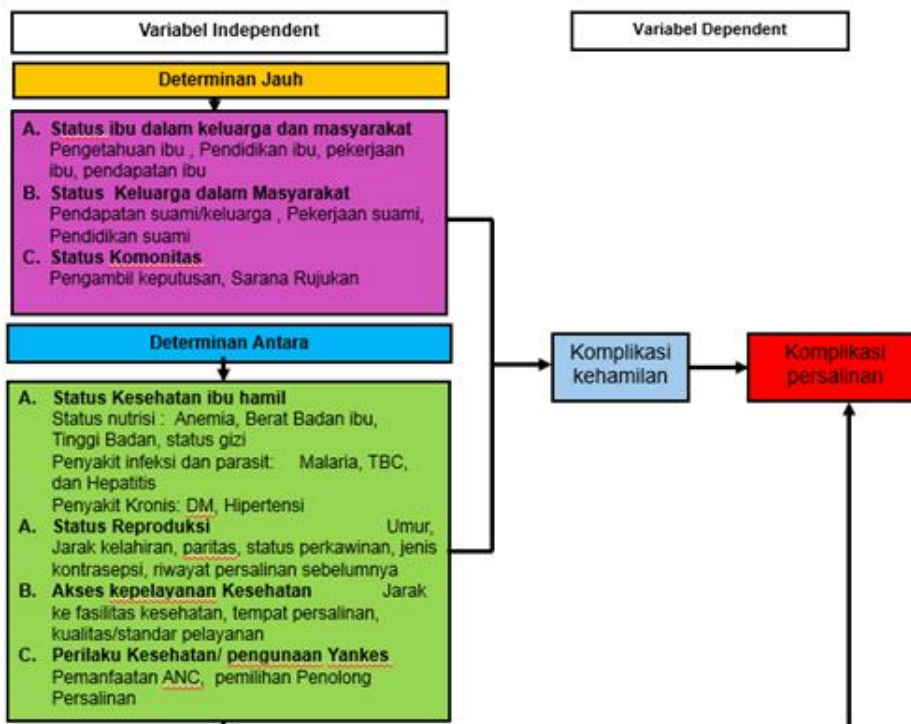 Variabel Independent
Variabel Dependent
Determinan Jauh
A. Status ibu dalam keluarga dan masyarakat
Pengetahuan ibu , Pendidikan ibu, pekerjaan
ibu, pendapatan ibu
B. Status Keluarga dalam Masyarakat
Pendapatan suami/keluarga , Pekerjaan suami,
Pendidikan suami
C. Status Komonitas
Pengambil keputusan, Sarana Rujukan
Determinan Antara
A. Status Kesehatan ibu hamil
Status nutrisi : Anemia, Berat Badan ibu,
Tinggi Badan, status gizi
Penyakit infeksi dan parasit: Malaria, TBC,
dan Hepatitis
Penyakit Kronis: DM, Hipertensi
A. Status Reproduksi Umur,
Jarak kelahiran, paritas, status perkawinan, jenis
kontrasepsi, riwayat persalinan sebelumnya
B. Akses kepelayanan Kesehatan Jarak
ke fasilitas kesehatan, tempat persalinan,
kualitas/standar pelayanan
C. Perilaku Kesehatan/ pengunaan Yankes
Pemanfaatan ANC, pemilihan Penolong
Persalinan
Komplikasi
kehamilan
Komplikasi
persalinan